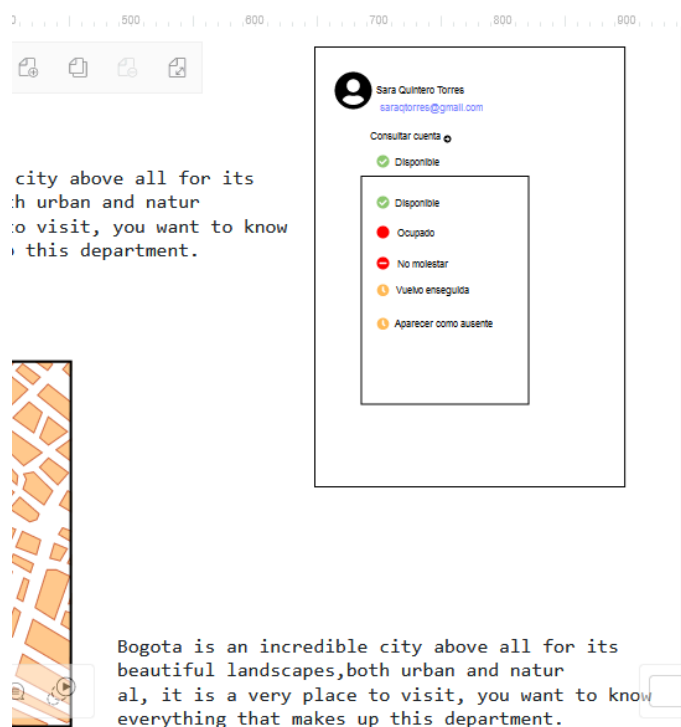 500
600
700
800
900
Sara Quintero Torres
saraqtorres@gmail.com
Consultar cuenta
Disponible
Disponible
Ocupado
No molestar
Vuelvo enseguida
Aparecer como ausente
city above all for its
h urban and natur
to visit, you want to know
this department.
Bogota is an incredible city above all for its
beautiful landscapes,both urban and natur
al, it is a very place to visit, you want to know
everything that makes up this department.